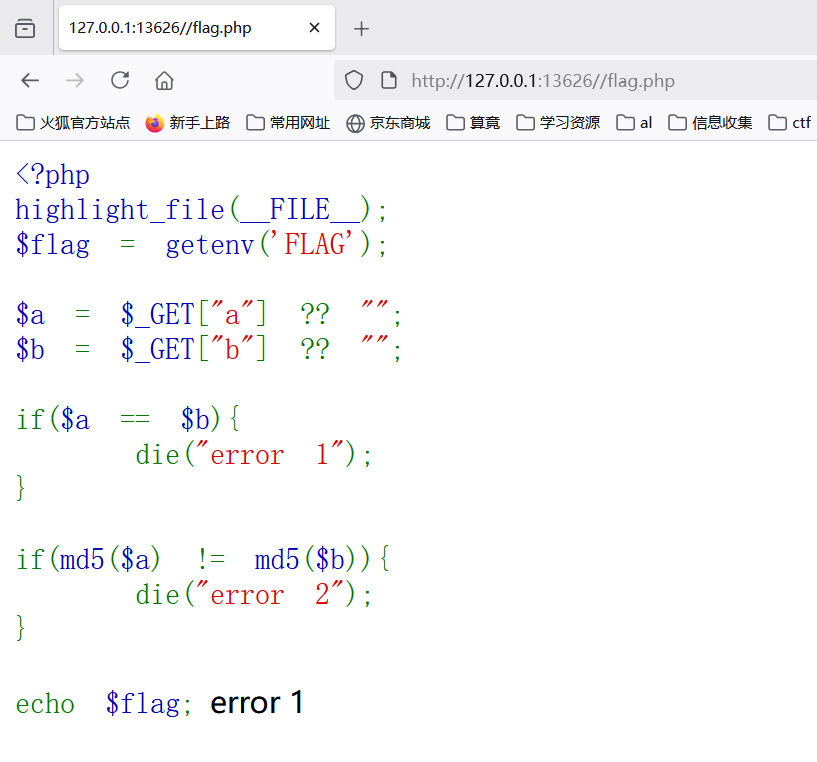 127.0.0.1:13626//flag.php
http://127.0.0.1:13626//flag.php
火狐官方站点 新手上路 常用网址 京东商城 算竟 学习资源 al 信息收集 ctf
<?php
highlight_file(__FILE__);
$flag = getenv('FLAG');
$a = $_GET["a"] ?? "";
$b = $_GET["b"] ?? "";
if($a == $b){
die("error 1");
}
if(md5($a) != md5($b)){
die("error 2");
}
echo $flag; error 1